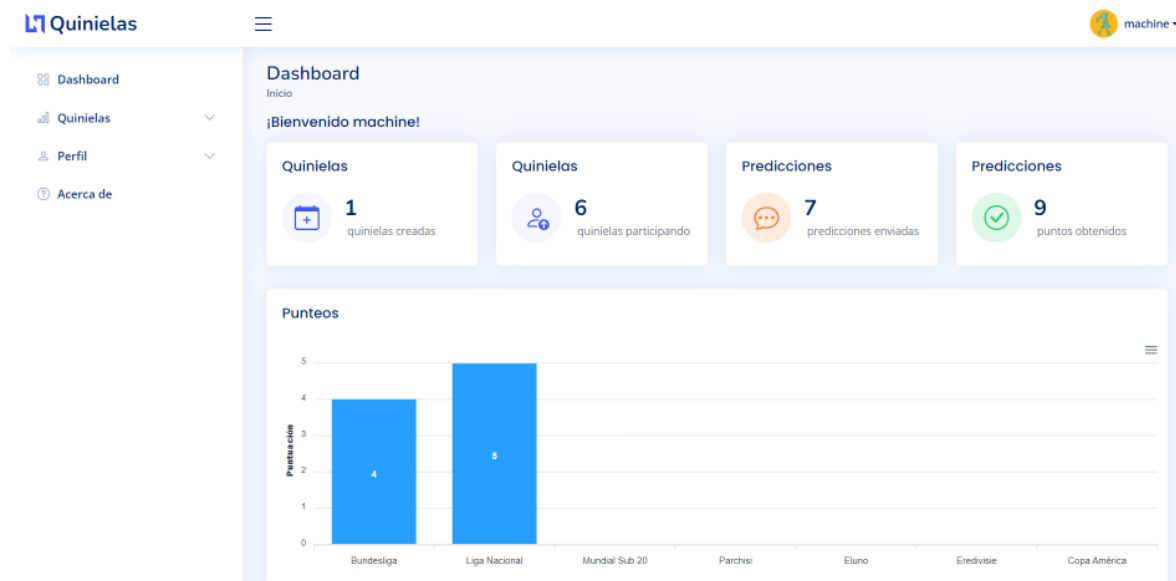 Quinielas
machine
Dashboard
Quinielas
Perfil
Acerca de
Dashboard
Inicio
¡Bienvenido machine!
Quinielas
1
quinielas creadas
Quinielas
6
quinielas participando
Predicciones
7
predicciones enviadas
Predicciones
9
puntos obtenidos
Punteos
Puntuación
5
4
3
2
1
0
4
5
Bundesliga
Liga Nacional
Mundial Sub 20
Parchisi
Eluno
Eredivisie
Copa América